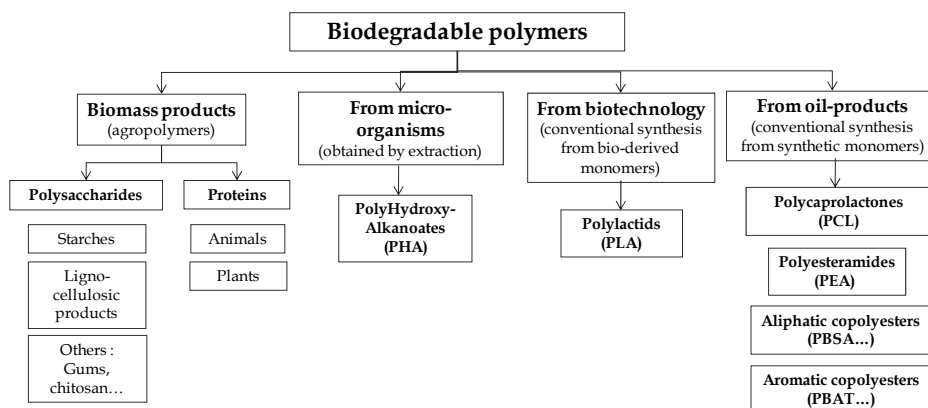 Biodegradable polymers
Biomass products
(agropolymers)
From micro-
organisms
(obtained by extraction)
From biotechnology
(conventional synthesis
from bio-derived
monomers)
From oil-products
(conventional synthesis
from synthetic monomers)
Polysaccharides
Proteins
PolyHydroxy-
Alkanoates
(PHA)
Polylactids
(PLA)
Polycaprolactones
(PCL)
Starches
Animals
Ligno-
cellulosic
products
Plants
Polyesteramids
(PEA)
Others :
Gums,
chitosan…
Aliphatic copolyesters
(PBSA…)
Aromatic copolyesters
(PBAT…)